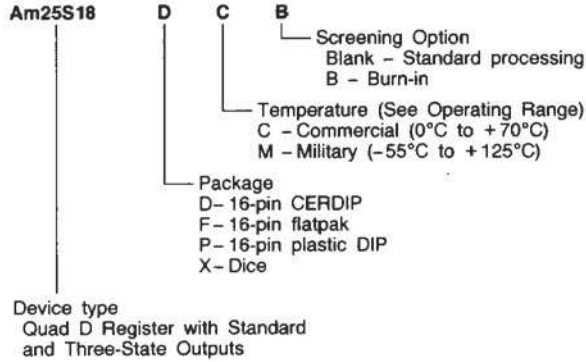 Am25S18 D C B
Screening Option
Blank – Standard processing
B – Burn-in
Temperature (See Operating Range)
C – Commercial (0°C to +70°C)
M – Military (–55°C to +125°C)
Package
D– 16-pin CERDIP
F– 16-pin flatpak
P– 16-pin plastic DIP
X– Dice
Device type
Quad D Register with Standard
and Three-State Outputs